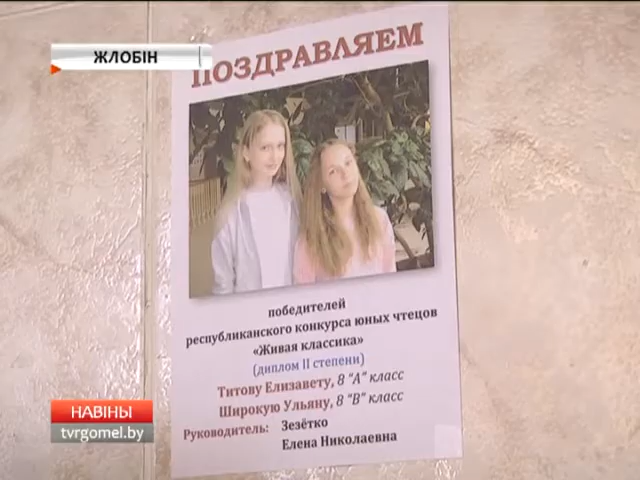 ЖЛОБІН
ПОЗДРАВЛЯЕМ
победителей
республиканского конкурса юных чтецов
«Живая классика»
(диплом II степени)
Титову Елизавету, 8 "А" класс
Широкую Ульяну, 8 "В" класс
Руководитель: Зезётко
Елена Николаевна
НАВІНЫ
tvrgomel.by